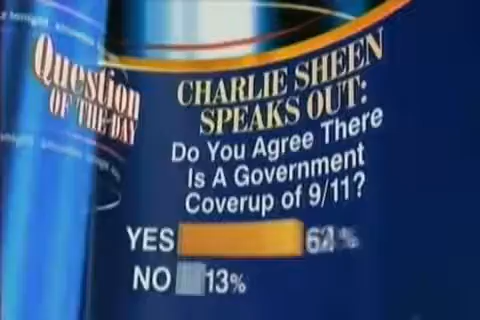 Question
OF THE DAY
CHARLIE SHEEN
SPEAKS OUT:
Do You Agree There
Is A Government
Coverup of 9/11?
YES
NO 13%